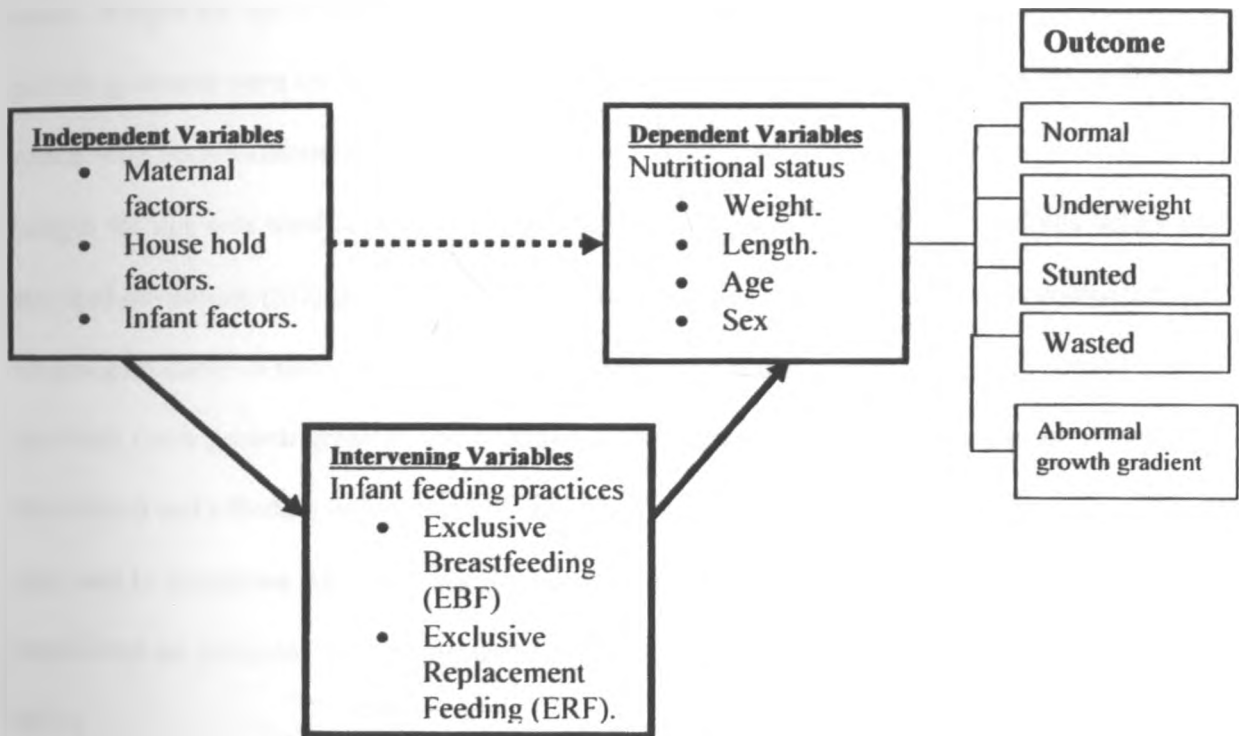 Outcome
Independent Variables
• Maternal
factors.
• House hold
factors.
• Infant factors.
Dependent Variables
Nutritional status
• Weight.
• Length.
• Age
• Sex
Normal
Underweight
Stunted
Wasted
Abnormal
growth gradient
Intervening Variables
Infant feeding practices
• Exclusive
Breastfeeding
(EBF)
• Exclusive
Replacement
Feeding (ERF).